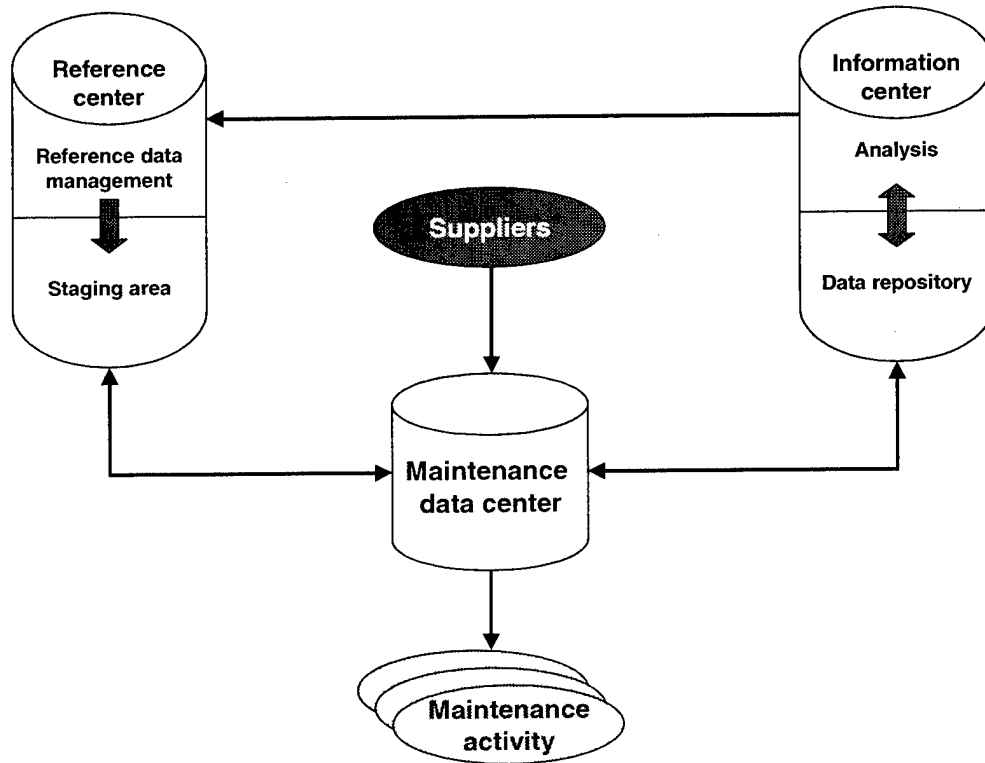 Reference
center
Reference data
management
Staging area
Information
center
Analysis
Data repository
Suppliers
Maintenance
data center
Maintenance
activity